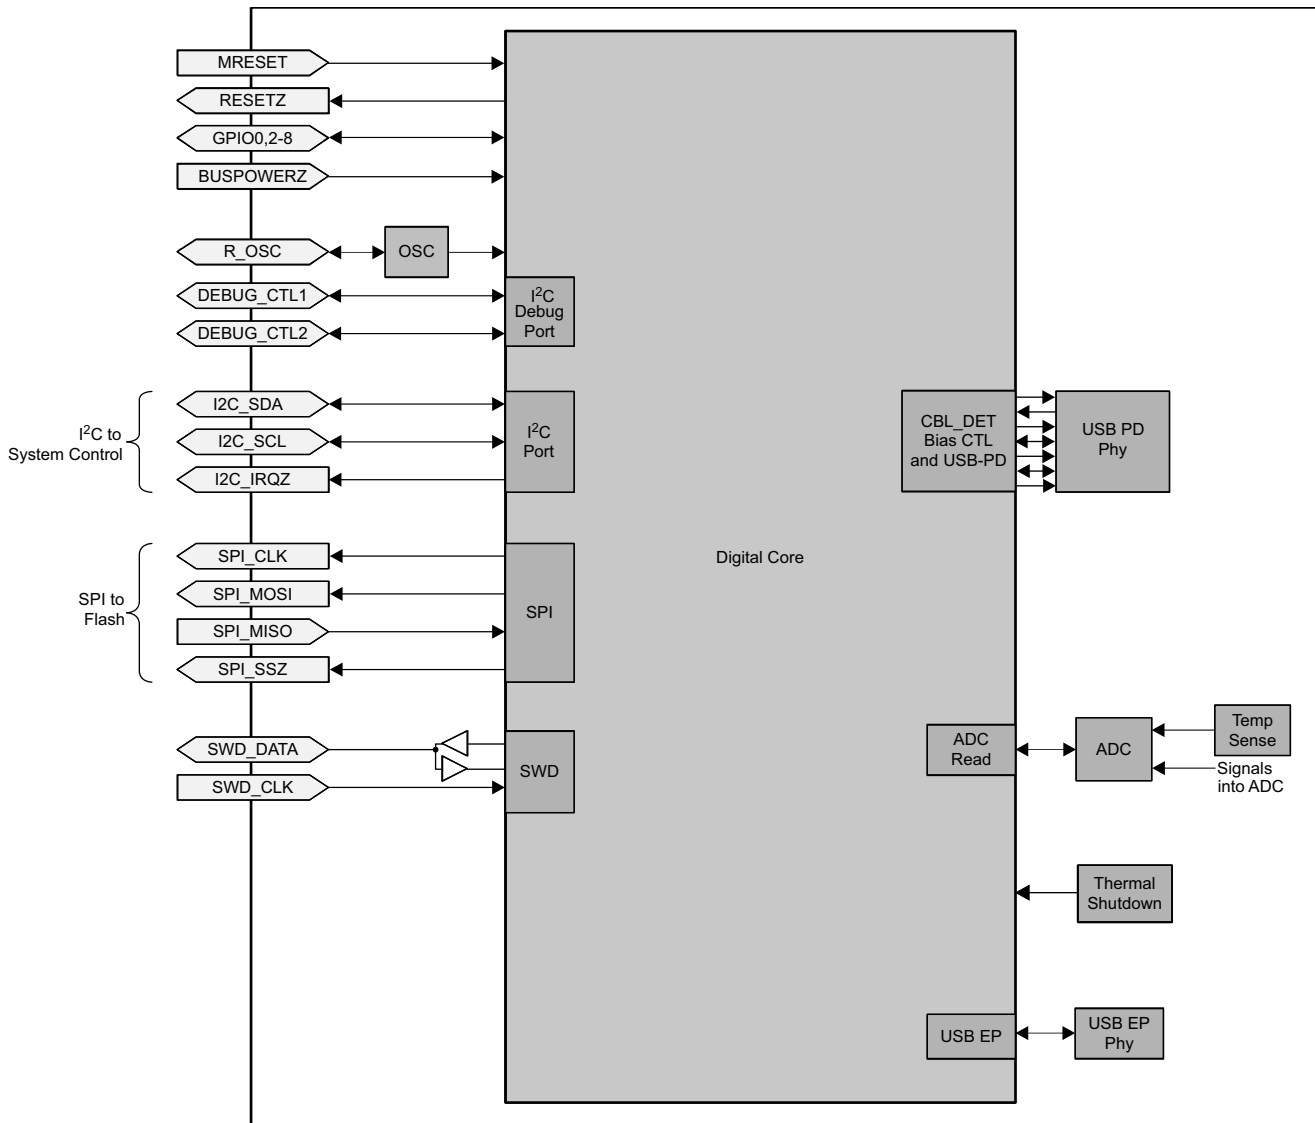 MRESET
RESETZ
GPIO0,2-8
BUSPOWERZ
R_OSC
OSC
DEBUG_CTL1
DEBUG_CTL2
I²C
Debug
Port
I²C to
System Control
I2C_SDA
I2C_SCL
I2C_IRQZ
I²C
Port
CBL_DET
Bias CTL
and USB-PD
USB PD
Phy
Digital Core
SPI to
Flash
SPI_CLK
SPI_MOSI
SPI_MISO
SPI_SSZ
SPI
SWD_DATA
SWD_CLK
SWD
ADC
Read
ADC
Temp
Sense
Signals
into ADC
Thermal
Shutdown
USB EP
USB EP
Phy